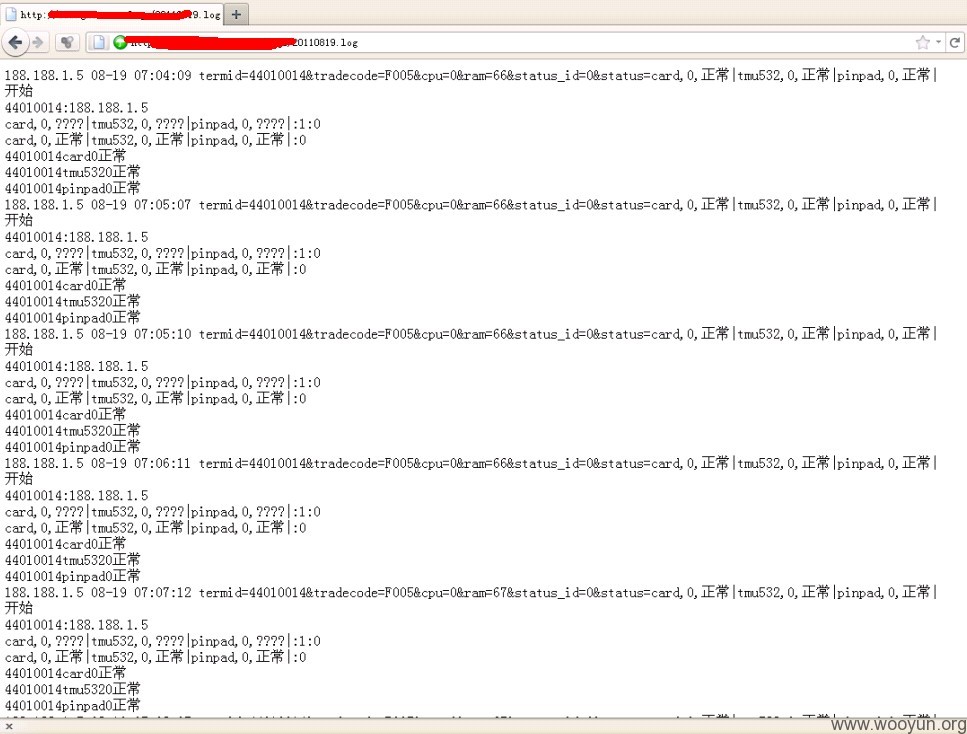 http: 19.log
20110819.log
188.188.1.5 08-19 07:04:09 termid=44010014&tradecode=F005&cpu=0&ram=66&status_id=0&status=card,0,正常|tmu532,0,正常|pinpad,0,正常|
开始
44010014:188.188.1.5
card,0,????|tmu532,0,????|pinpad,0,????|:1:0
card,0,正常|tmu532,0,正常|pinpad,0,正常|:0
44010014card0正常
44010014tmu5320正常
44010014pinpad0正常
188.188.1.5 08-19 07:05:07 termid=44010014&tradecode=F005&cpu=0&ram=66&status_id=0&status=card,0,正常|tmu532,0,正常|pinpad,0,正常|
开始
44010014:188.188.1.5
card,0,????|tmu532,0,????|pinpad,0,????|:1:0
card,0,正常|tmu532,0,正常|pinpad,0,正常|:0
44010014card0正常
44010014tmu5320正常
44010014pinpad0正常
188.188.1.5 08-19 07:05:10 termid=44010014&tradecode=F005&cpu=0&ram=66&status_id=0&status=card,0,正常|tmu532,0,正常|pinpad,0,正常|
开始
44010014:188.188.1.5
card,0,????|tmu532,0,????|pinpad,0,????|:1:0
card,0,正常|tmu532,0,正常|pinpad,0,正常|:0
44010014card0正常
44010014tmu5320正常
44010014pinpad0正常
188.188.1.5 08-19 07:06:11 termid=44010014&tradecode=F005&cpu=0&ram=66&status_id=0&status=card,0,正常|tmu532,0,正常|pinpad,0,正常|
开始
44010014:188.188.1.5
card,0,????|tmu532,0,????|pinpad,0,????|:1:0
card,0,正常|tmu532,0,正常|pinpad,0,正常|:0
44010014card0正常
44010014tmu5320正常
44010014pinpad0正常
188.188.1.5 08-19 07:07:12 termid=44010014&tradecode=F005&cpu=0&ram=67&status_id=0&status=card,0,正常|tmu532,0,正常|pinpad,0,正常|
开始
44010014:188.188.1.5
card,0,????|tmu532,0,????|pinpad,0,????|:1:0
card,0,正常|tmu532,0,正常|pinpad,0,正常|:0
44010014card0正常
44010014tmu5320正常
44010014pinpad0正常
www.wooyun.org